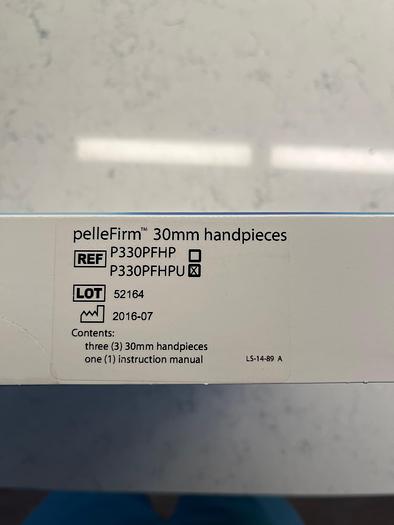 pelleFirm™ 30mm handpieces
REF P330PFHP ☐
P330PFHPU ☒
LOT 52164
2016-07
Contents:
three (3) 30mm handpieces
one (1) instruction manual
LS-14-89 A